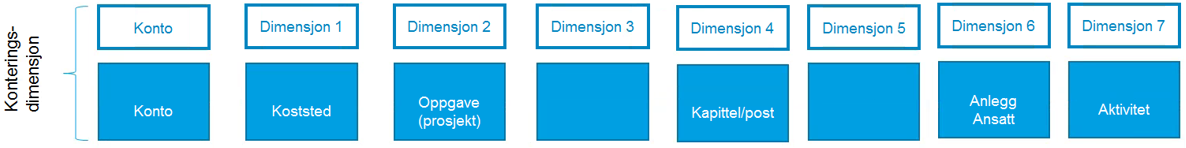 Konterings-
dimensjon
Konto
Dimensjon 1
Dimensjon 2
Dimensjon 3
Dimensjon 4
Dimensjon 5
Dimensjon 6
Dimensjon 7
Konto
Koststed
Oppgave
(prosjekt)
Kapittel/post
Anlegg
Ansatt
Aktivitet